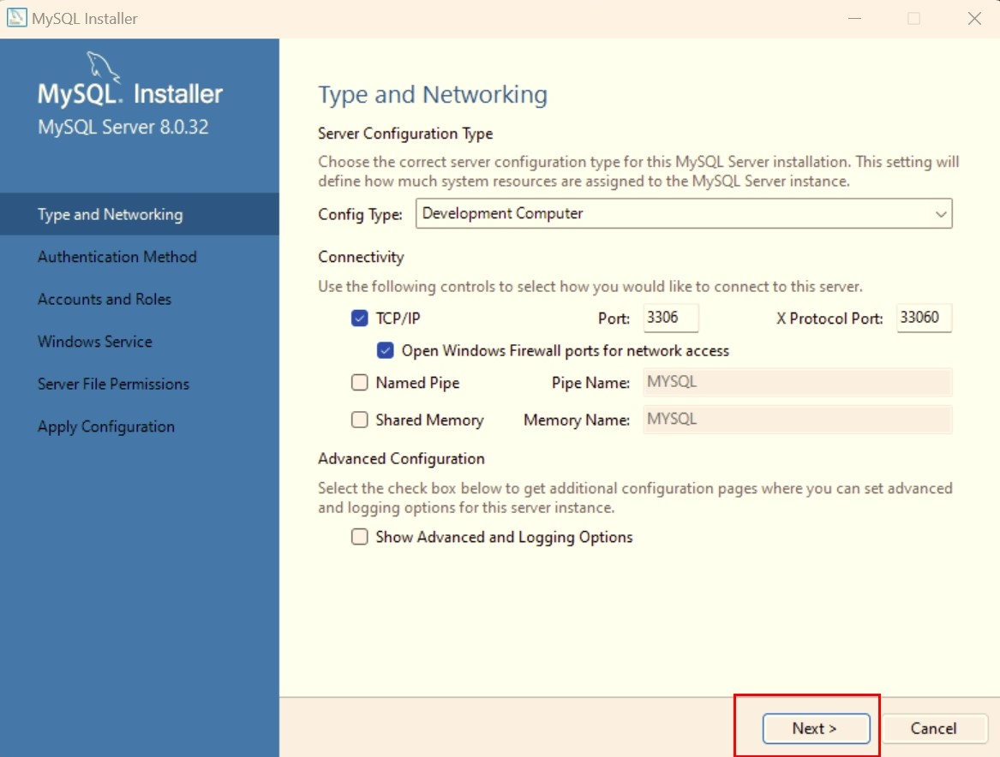 MySQL Installer
MySQL. Installer
MySQL Server 8.0.32
Type and Networking
Authentication Method
Accounts and Roles
Windows Service
Server File Permissions
Apply Configuration
Type and Networking
Server Configuration Type
Choose the correct server configuration type for this MySQL Server installation. This setting will
define how much system resources are assigned to the MySQL Server instance.
Config Type: Development Computer
Connectivity
Use the following controls to select how you would like to connect to this server.
TCP/IP Port: 3306 X Protocol Port: 33060
Open Windows Firewall ports for network access
Named Pipe Pipe Name: MYSQL
Shared Memory Memory Name: MYSQL
Advanced Configuration
Select the check box below to get additional configuration pages where you can set advanced
and logging options for this server instance.
Show Advanced and Logging Options
Next > Cancel